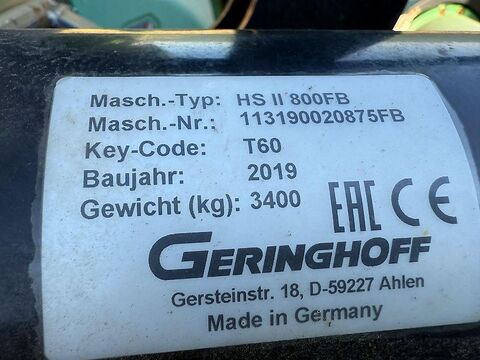 Masch.-Typ: HS II 800FB
Masch.-Nr.: 113190020875FB
Key-Code: T60
Baujahr: 2019
Gewicht (kg): 3400
EAC CE
GERINGHOFF
Gersteinstr. 18, D-59227 Ahlen
Made in Germany